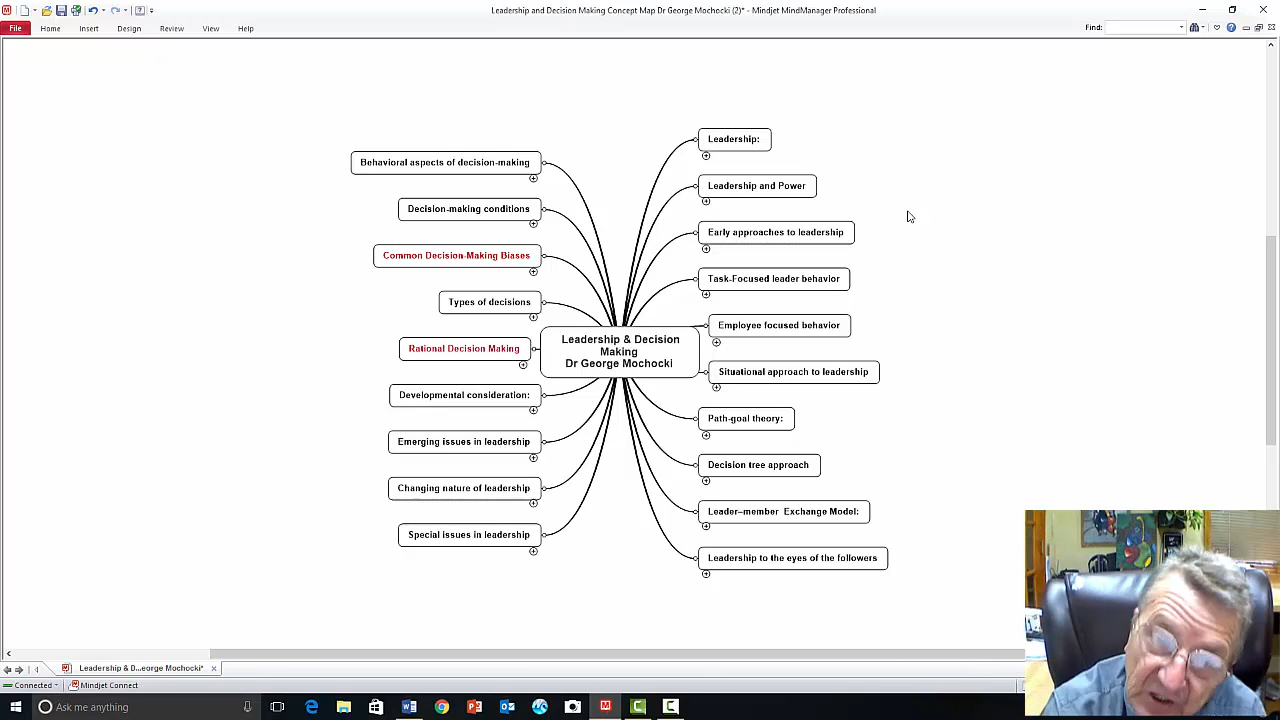 Leadership and Decision Making Concept Map Dr George Mochocki (2)* - Mindjet MindManager Professional
File Home Insert Design Review View Help Find:
Leadership:
Leadership and Power
Early approaches to leadership
Task-Focused leader behavior
Employee focused behavior
Situational approach to leadership
Path-goal theory:
Decision tree approach
Leader–member Exchange Model:
Leadership to the eyes of the followers
Behavioral aspects of decision-making
Decision-making conditions
Common Decision-Making Biases
Types of decisions
Rational Decision Making
Developmental consideration:
Emerging issues in leadership
Changing nature of leadership
Special issues in leadership
Leadership & Decision
Making
Dr George Mochocki
Leadership & D...eorge Mochocki*
Connected Mindjet Connect
Ask me anything